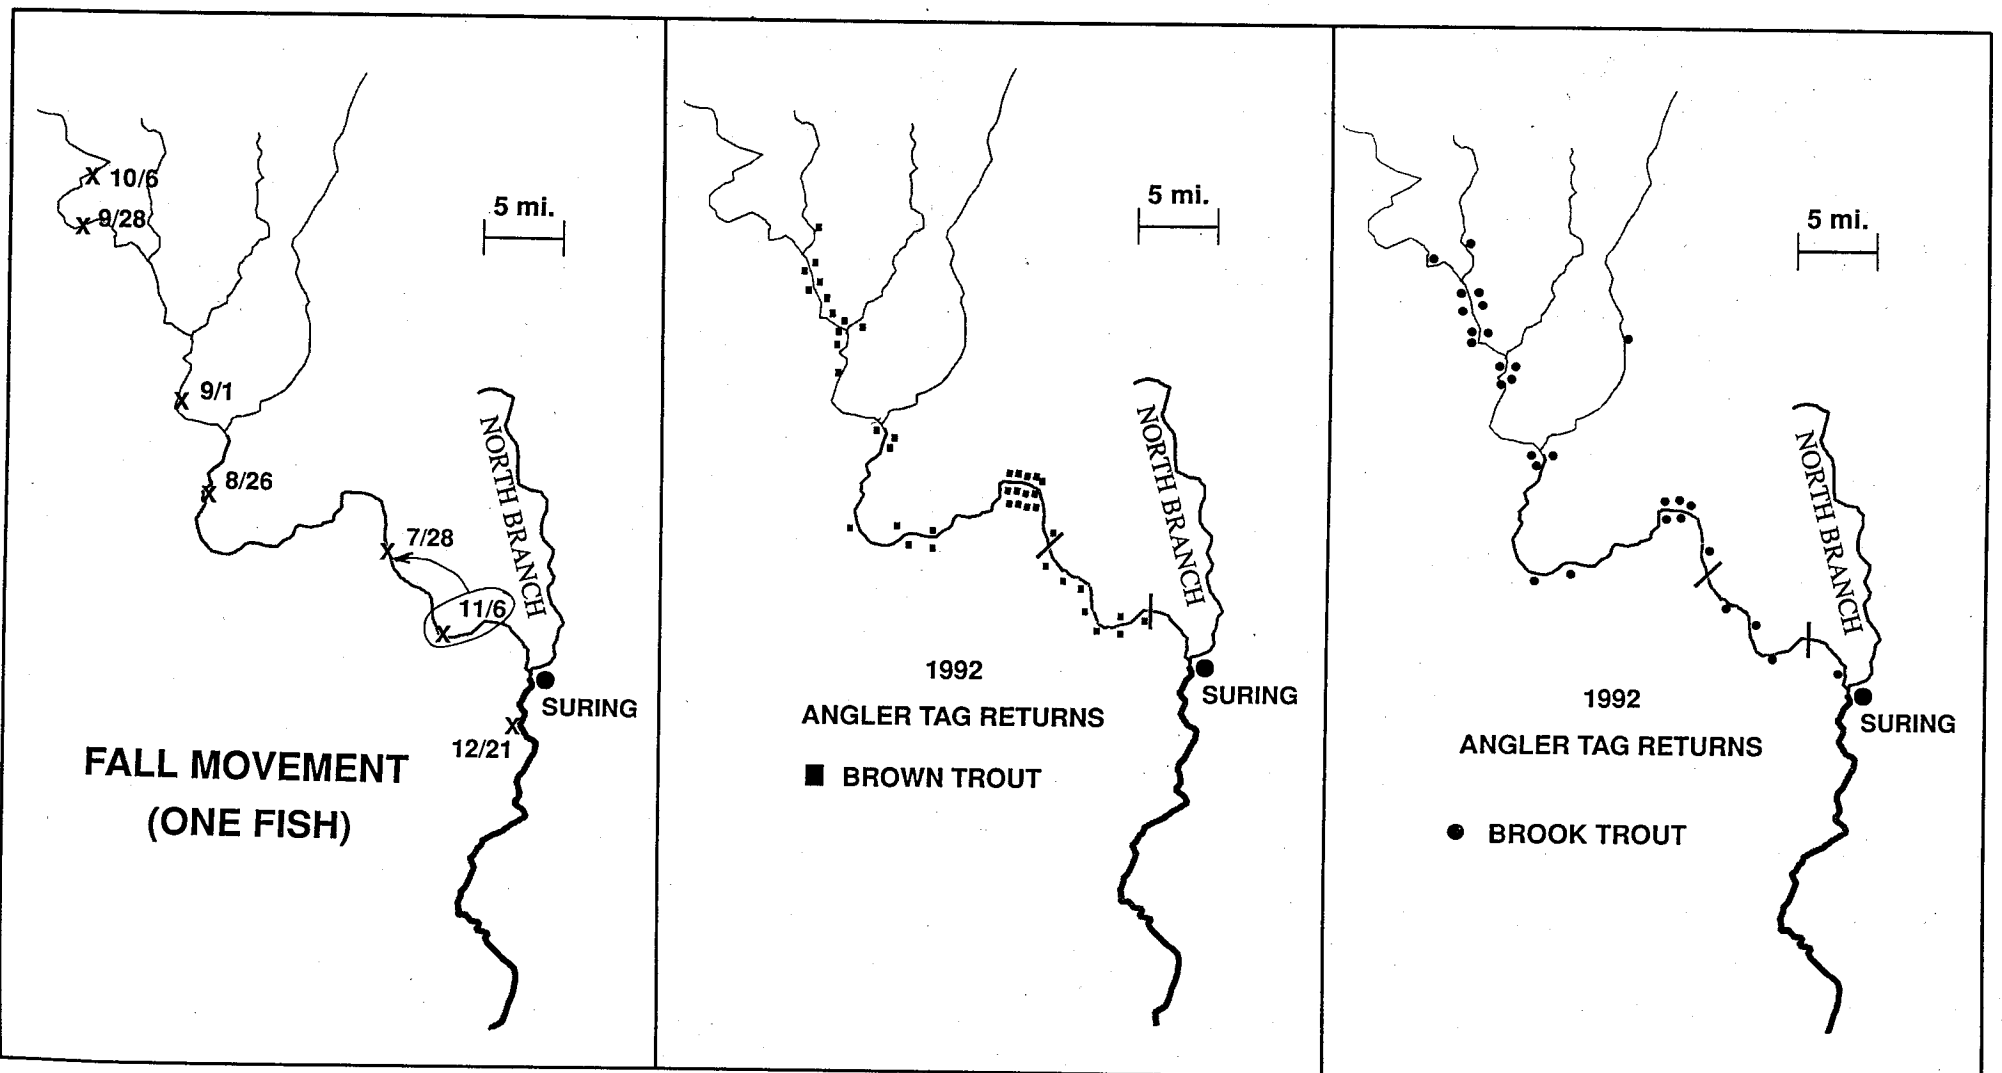 10/6
9/28
5 mi.
9/1
8/26
NORTH BRANCH
7/28
11/6
SURING
12/21
FALL MOVEMENT
(ONE FISH)
5 mi.
NORTH BRANCH
1992
SURING
ANGLER TAG RETURNS
BROWN TROUT
5 mi.
NORTH BRANCH
1992
SURING
ANGLER TAG RETURNS
BROOK TROUT